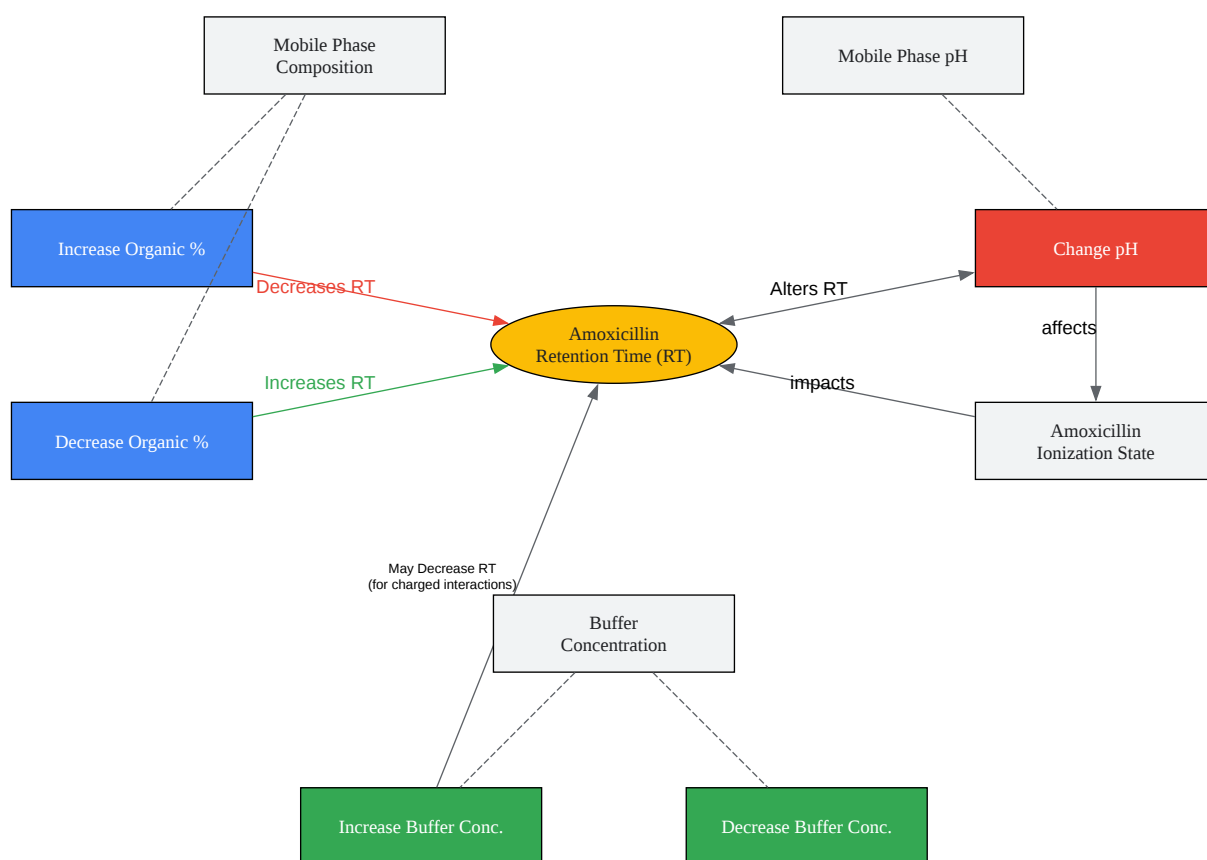 Mobile Phase
Composition
Mobile Phase pH
Increase Organic %
Change pH
Decreases RT
Alters RT
affects
Amoxicillin
Retention Time (RT)
Increases RT
impacts
Decrease Organic %
Amoxicillin
Ionization State
May Decrease RT
(for charged interactions)
Buffer
Concentration
Increase Buffer Conc.
Decrease Buffer Conc.